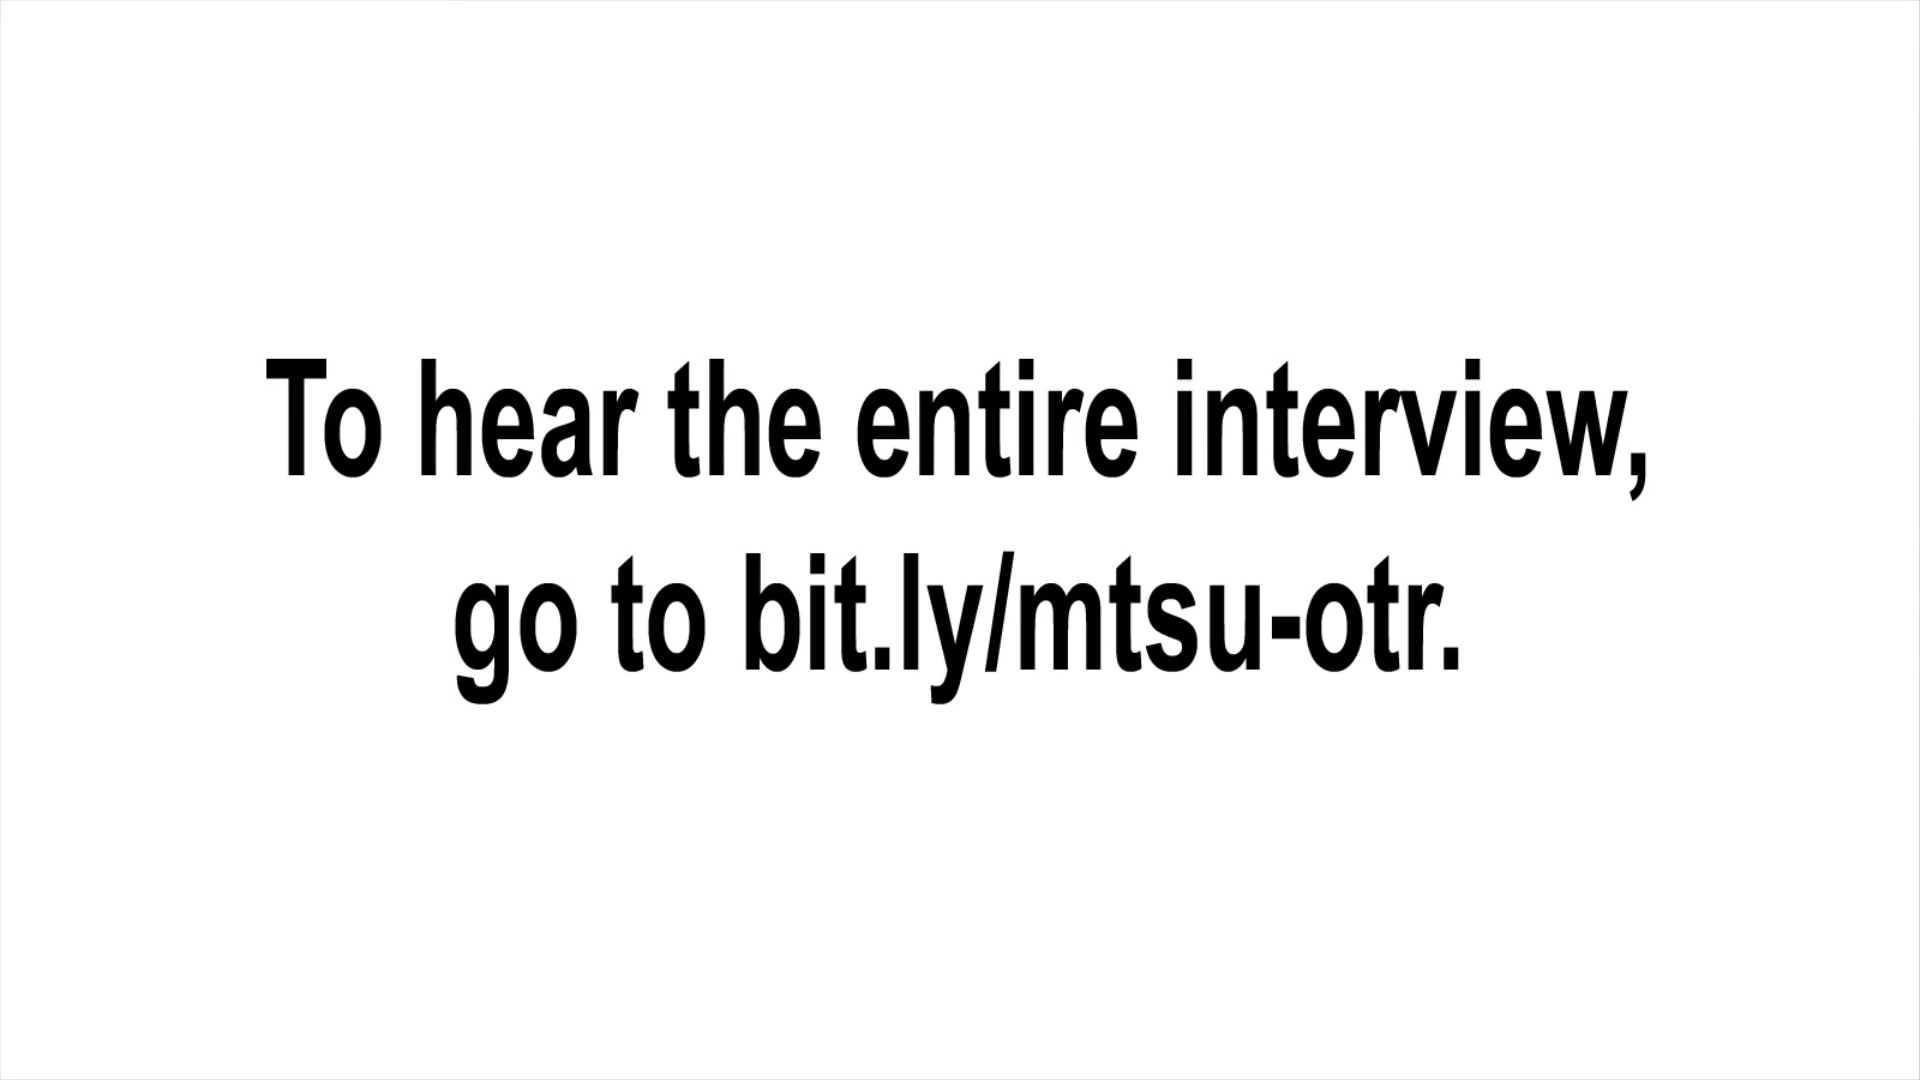 To hear the entire interview,
go to bit.ly/mtsu-otr.